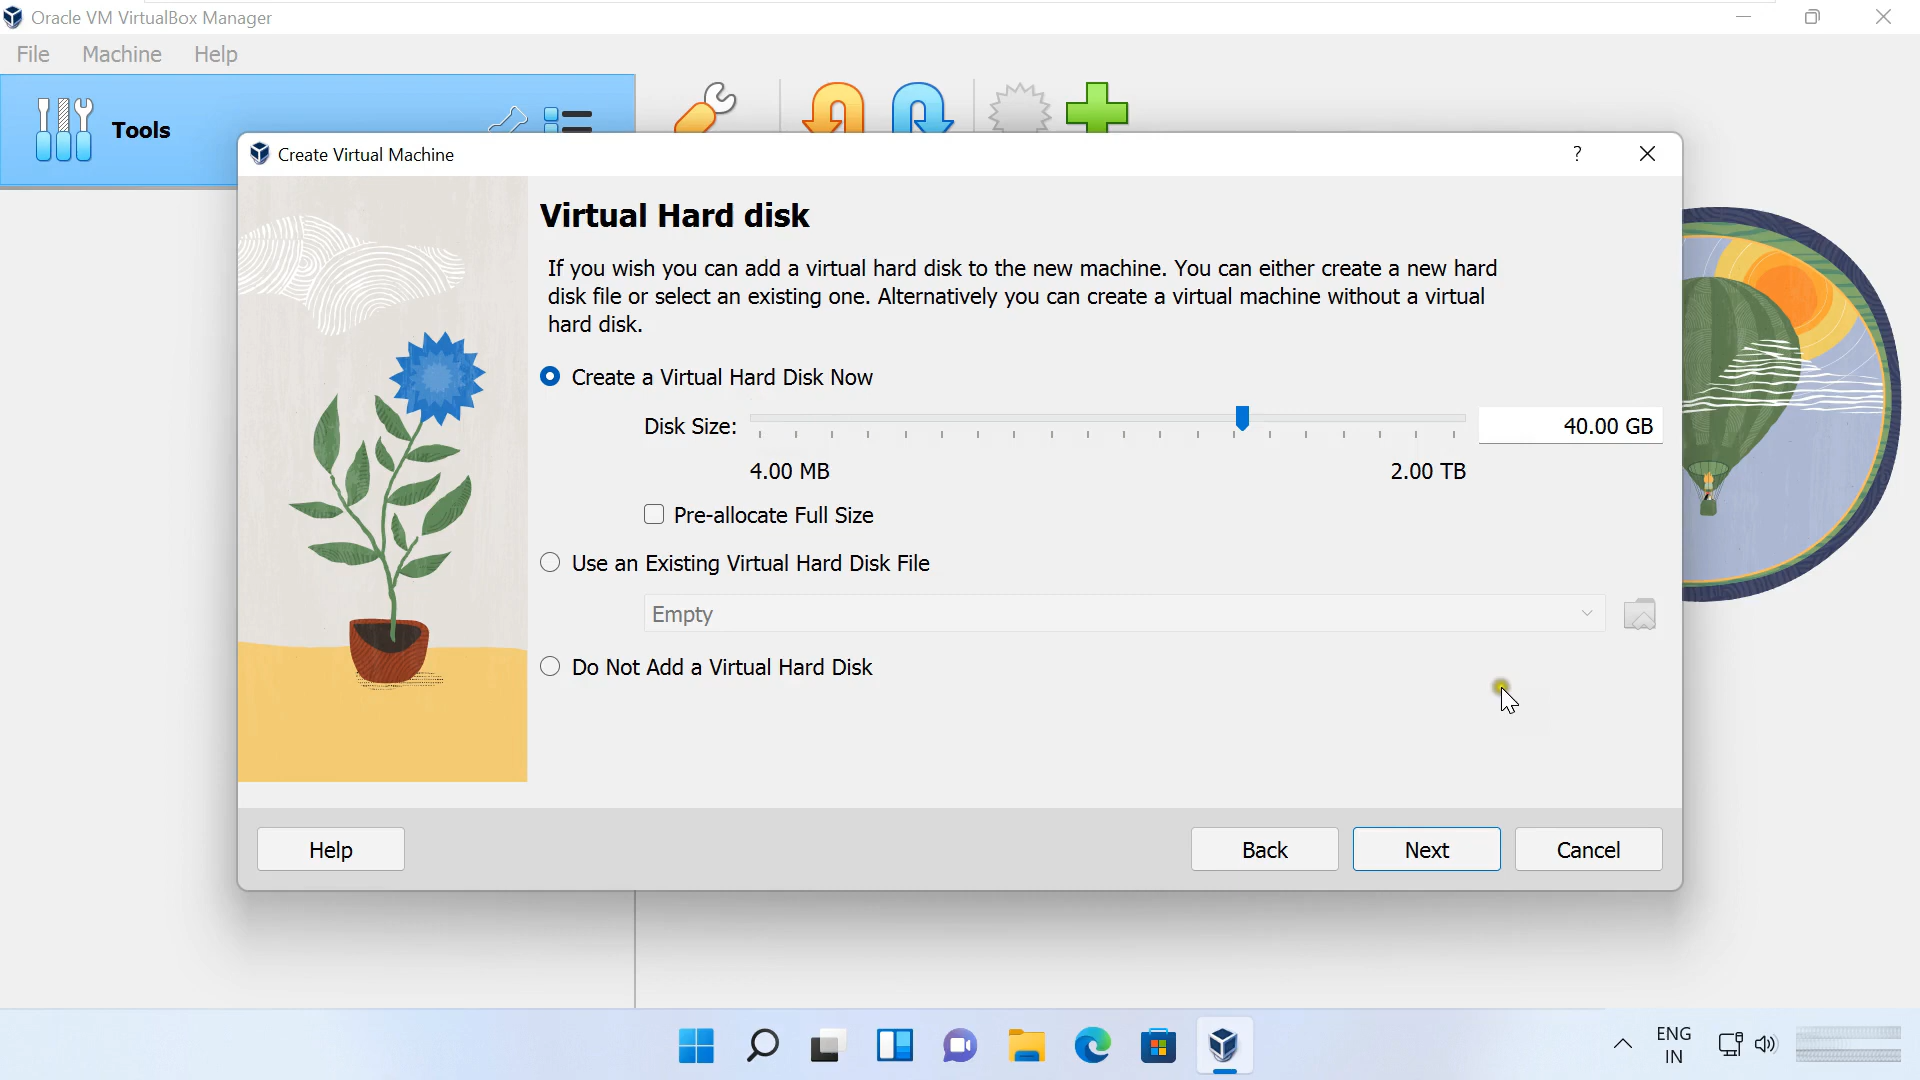 Oracle VM VirtualBox Manager
File Machine Help
Tools
Create Virtual Machine ?
Virtual Hard disk
If you wish you can add a virtual hard disk to the new machine. You can either create a new hard
disk file or select an existing one. Alternatively you can create a virtual machine without a virtual
hard disk.
Create a Virtual Hard Disk Now
Disk Size: 40.00 GB
4.00 MB 2.00 TB
Pre-allocate Full Size
Use an Existing Virtual Hard Disk File
Empty
Do Not Add a Virtual Hard Disk
Help Back Next Cancel
ENG
IN